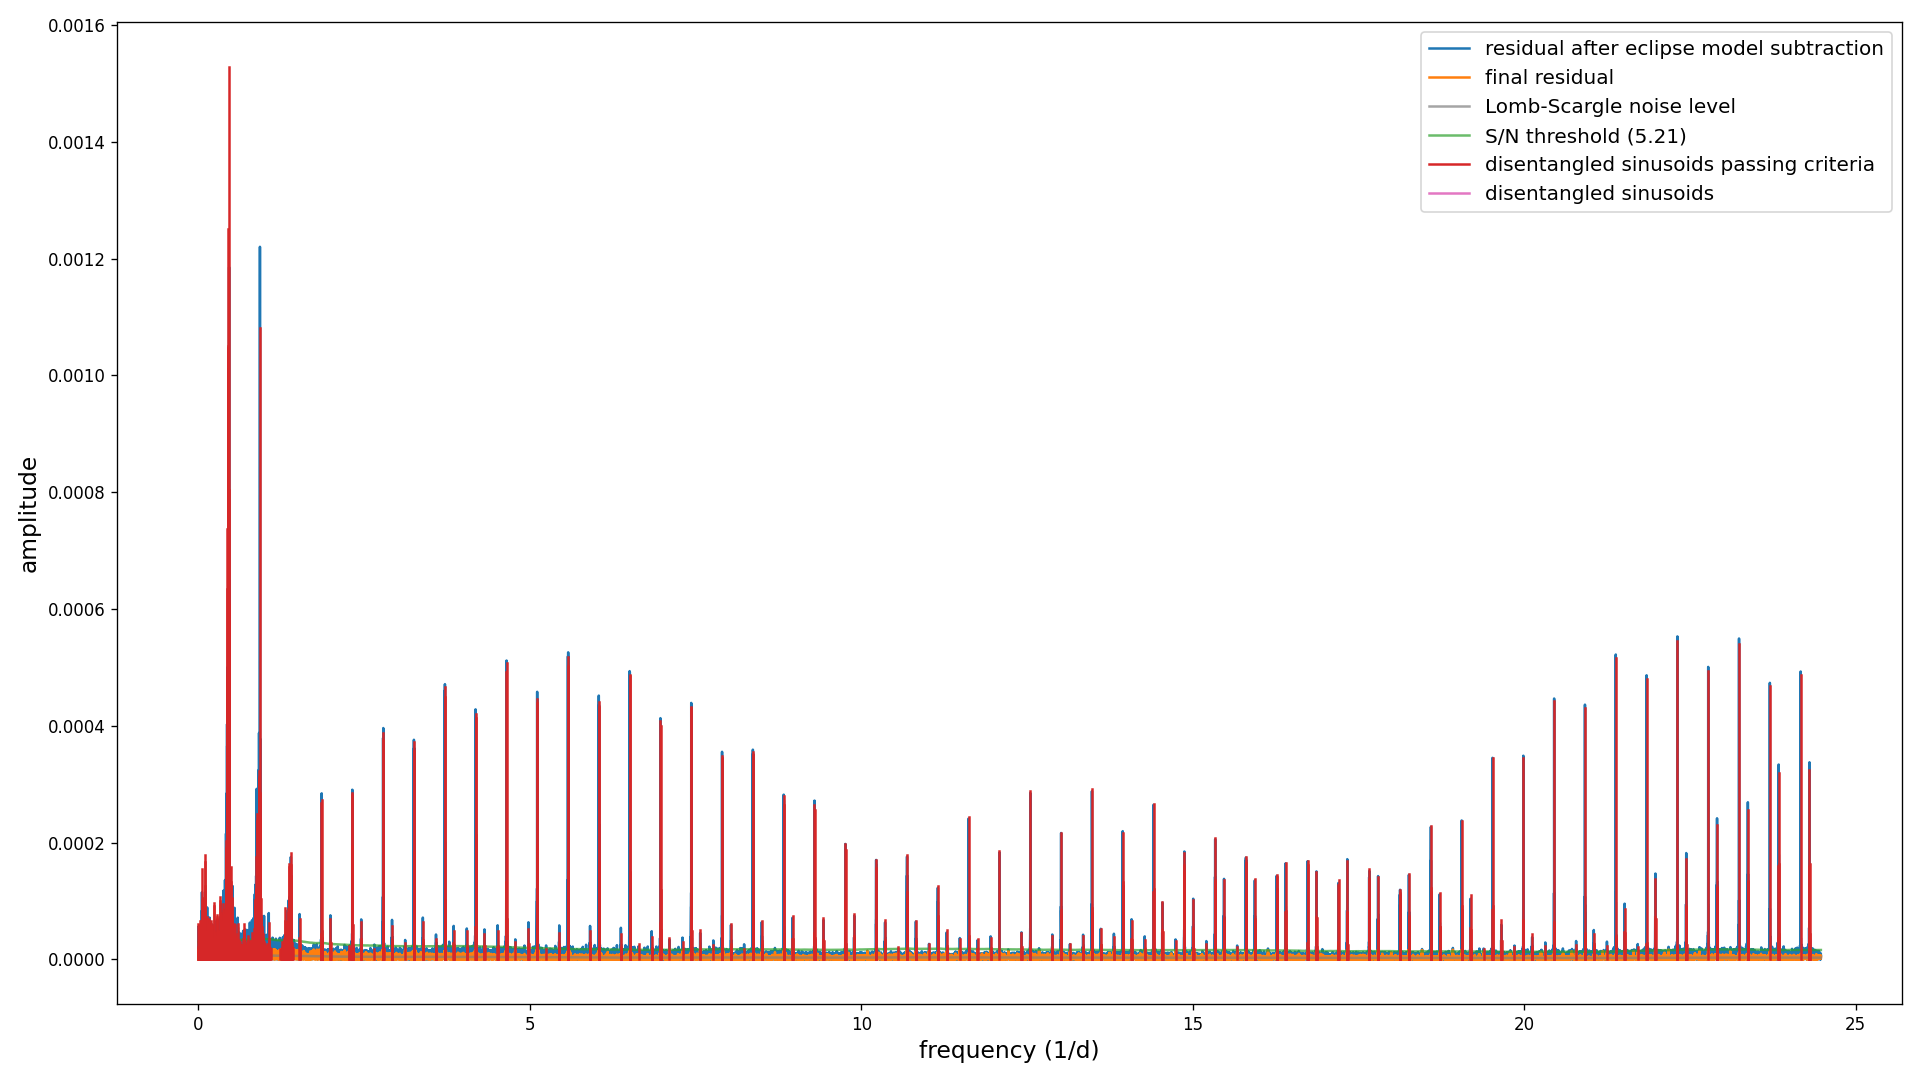 0.0016
0.0014
0.0012
0.0010
0.0008
0.0006
0.0004
0.0002
0.0000
amplitude
residual after eclipse model subtraction
final residual
Lomb-Scargle noise level
S/N threshold (5.21)
disentangled sinusoids passing criteria
disentangled sinusoids
0 5 10 15 20 25
frequency (1/d)